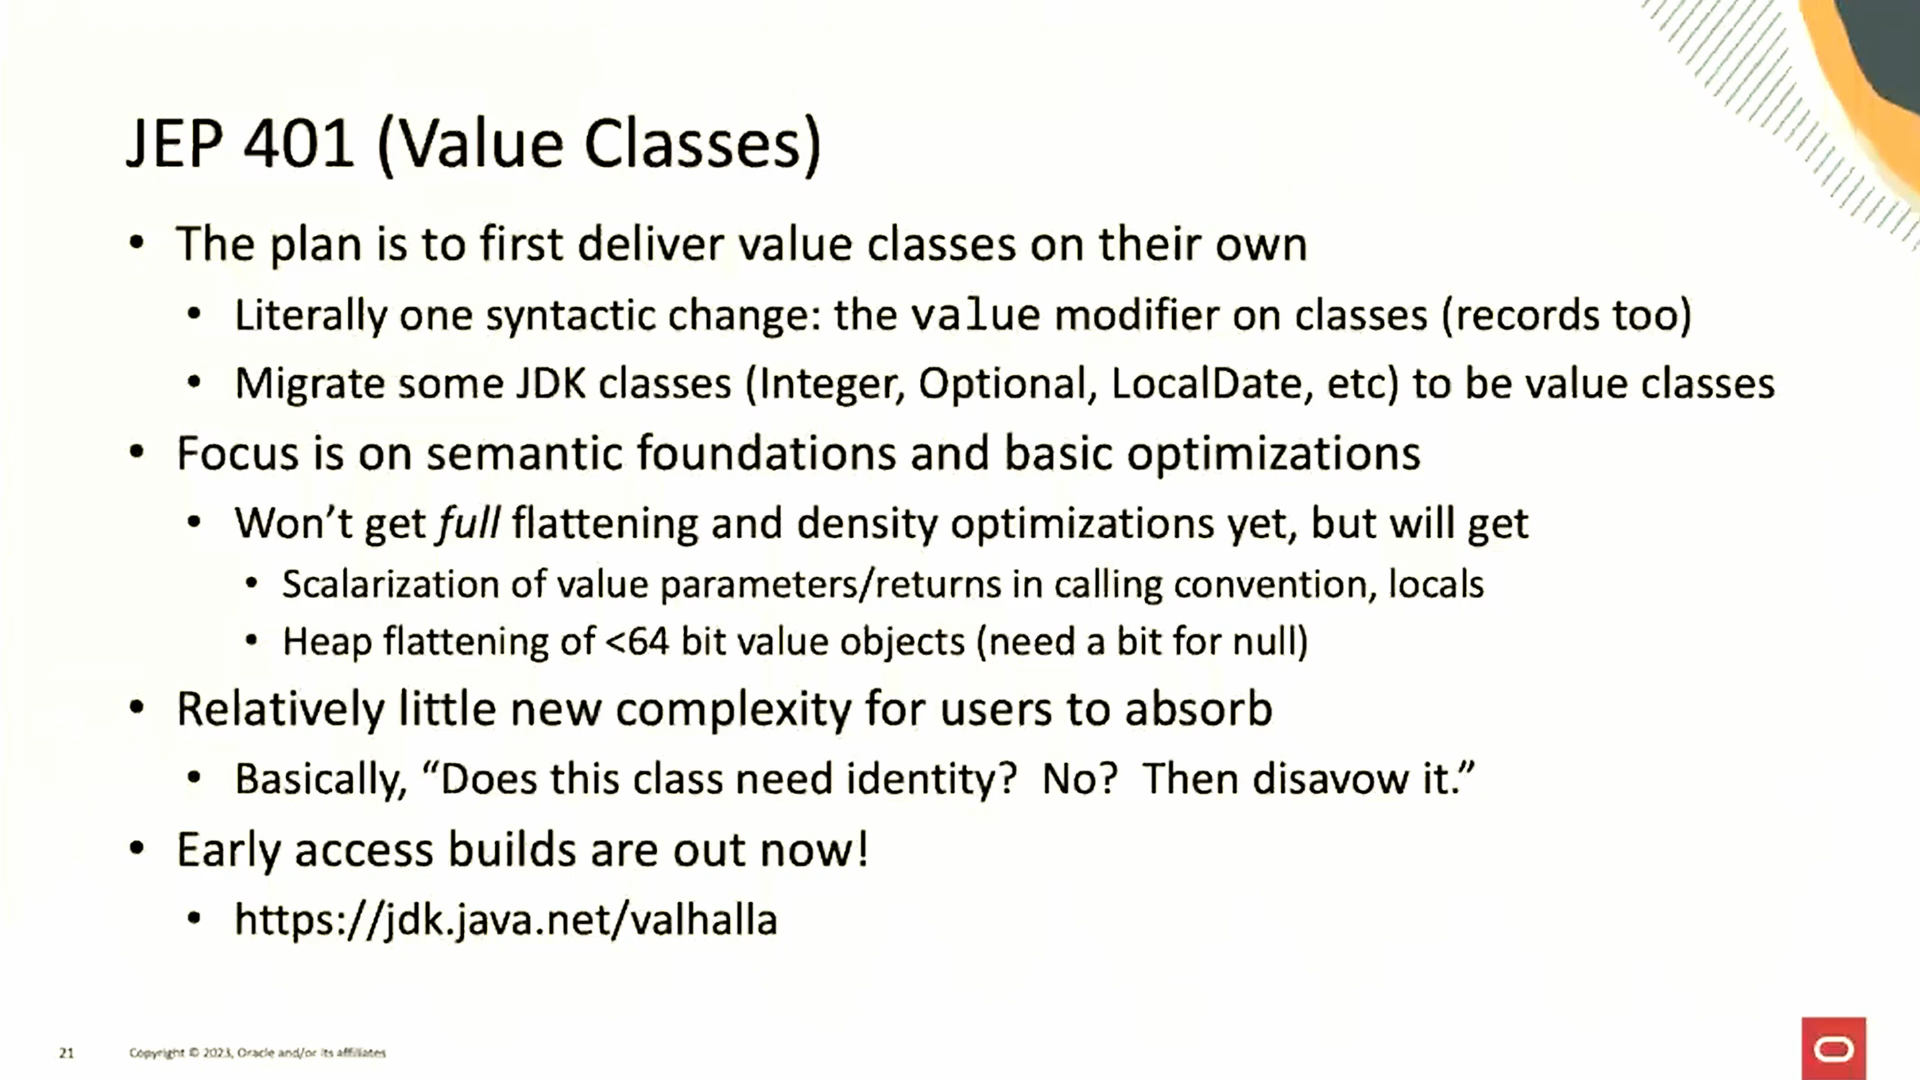 JEP 401 (Value Classes)
• The plan is to first deliver value classes on their own
• Literally one syntactic change: the value modifier on classes (records too)
• Migrate some JDK classes (Integer, Optional, LocalDate, etc) to be value classes
• Focus is on semantic foundations and basic optimizations
• Won’t get full flattening and density optimizations yet, but will get
• Scalarization of value parameters/returns in calling convention, locals
• Heap flattening of <64 bit value objects (need a bit for null)
• Relatively little new complexity for users to absorb
• Basically, “Does this class need identity?  No?  Then disavow it.”
• Early access builds are out now!
• https://jdk.java.net/valhalla
21 Copyright © 2023, Oracle and/or its affiliates